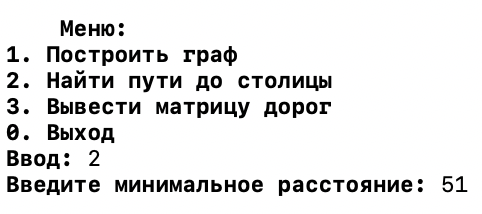 Меню:
1. Построить граф
2. Найти пути до столицы
3. Вывести матрицу дорог
0. Выход
Ввод: 2
Введите минимальное расстояние: 51